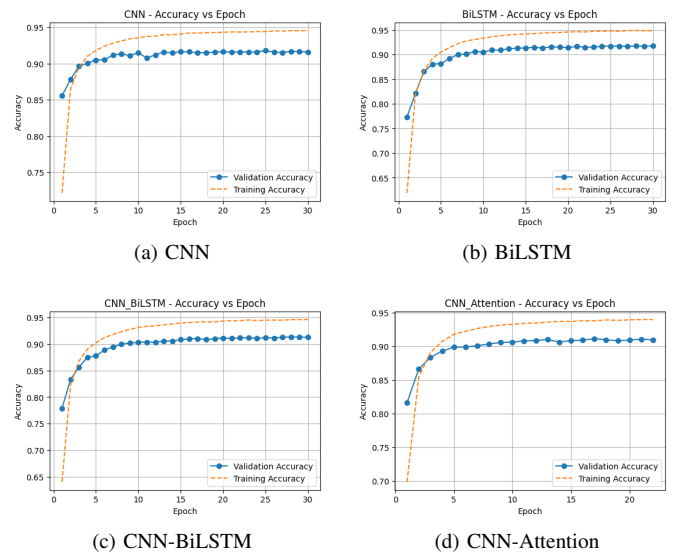 CNN - Accuracy vs Epoch
0.95
0.90
0.85
0.80
0.75
Accuracy
Validation Accuracy
Training Accuracy
0 5 10 15 20 25 30
Epoch
(a) CNN
BiLSTM - Accuracy vs Epoch
0.95
0.90
0.85
0.80
0.75
0.70
0.65
Accuracy
Validation Accuracy
Training Accuracy
0 5 10 15 20 25 30
Epoch
(b) BiLSTM
CNN_BiLSTM - Accuracy vs Epoch
0.95
0.90
0.85
0.80
0.75
0.70
0.65
Accuracy
Validation Accuracy
Training Accuracy
0 5 10 15 20 25 30
Epoch
(c) CNN-BiLSTM
CNN_Attention - Accuracy vs Epoch
0.95
0.90
0.85
0.80
0.75
0.70
Accuracy
Validation Accuracy
Training Accuracy
0 5 10 15 20
Epoch
(d) CNN-Attention